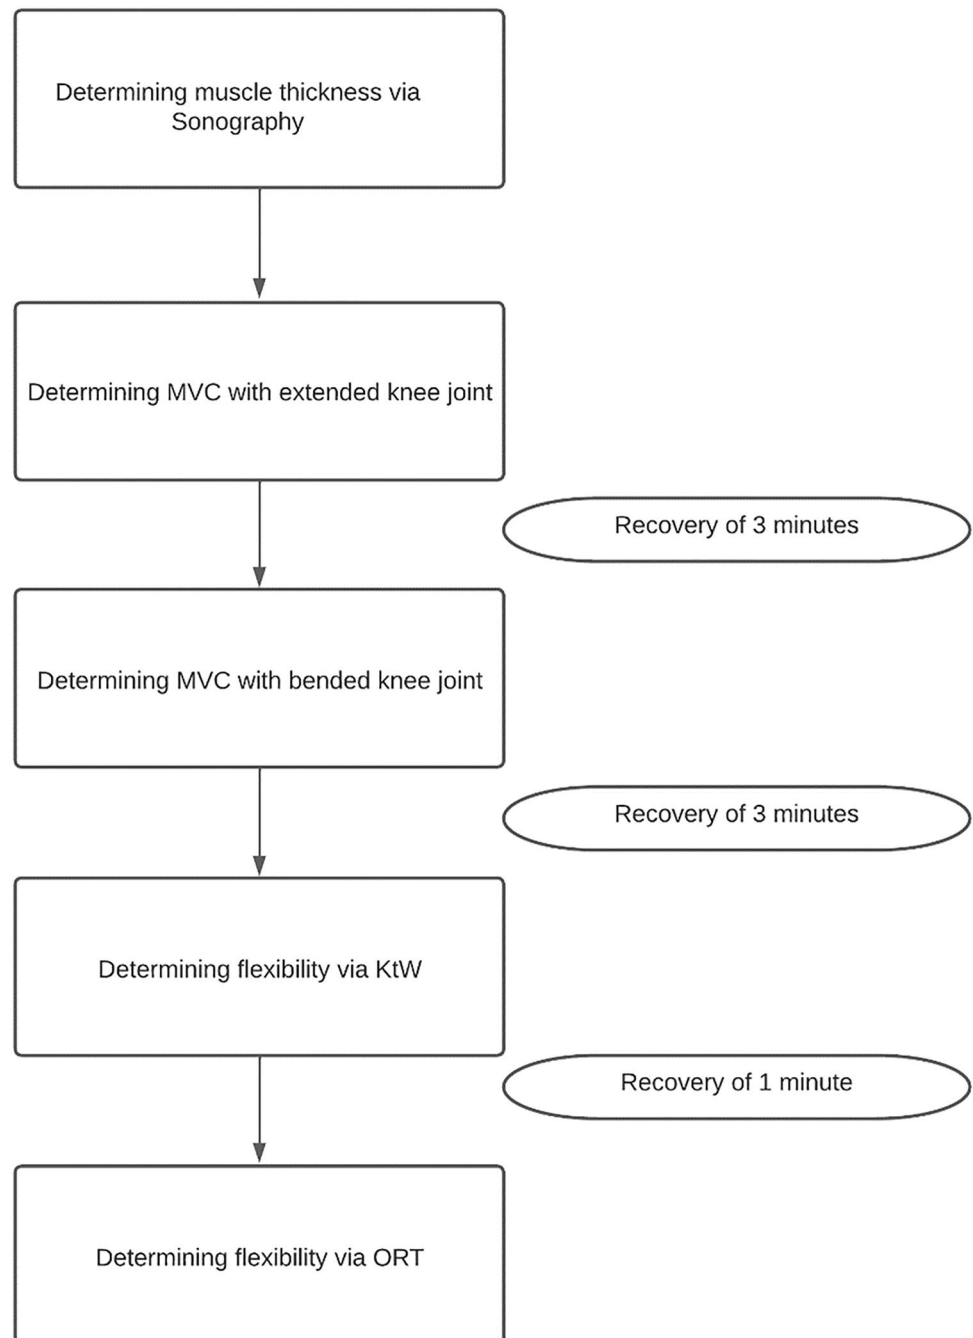 Determining muscle thickness via
Sonography
Determining MVC with extended knee joint
Recovery of 3 minutes
Determining MVC with bended knee joint
Recovery of 3 minutes
Determining flexibility via KtW
Recovery of 1 minute
Determining flexibility via ORT